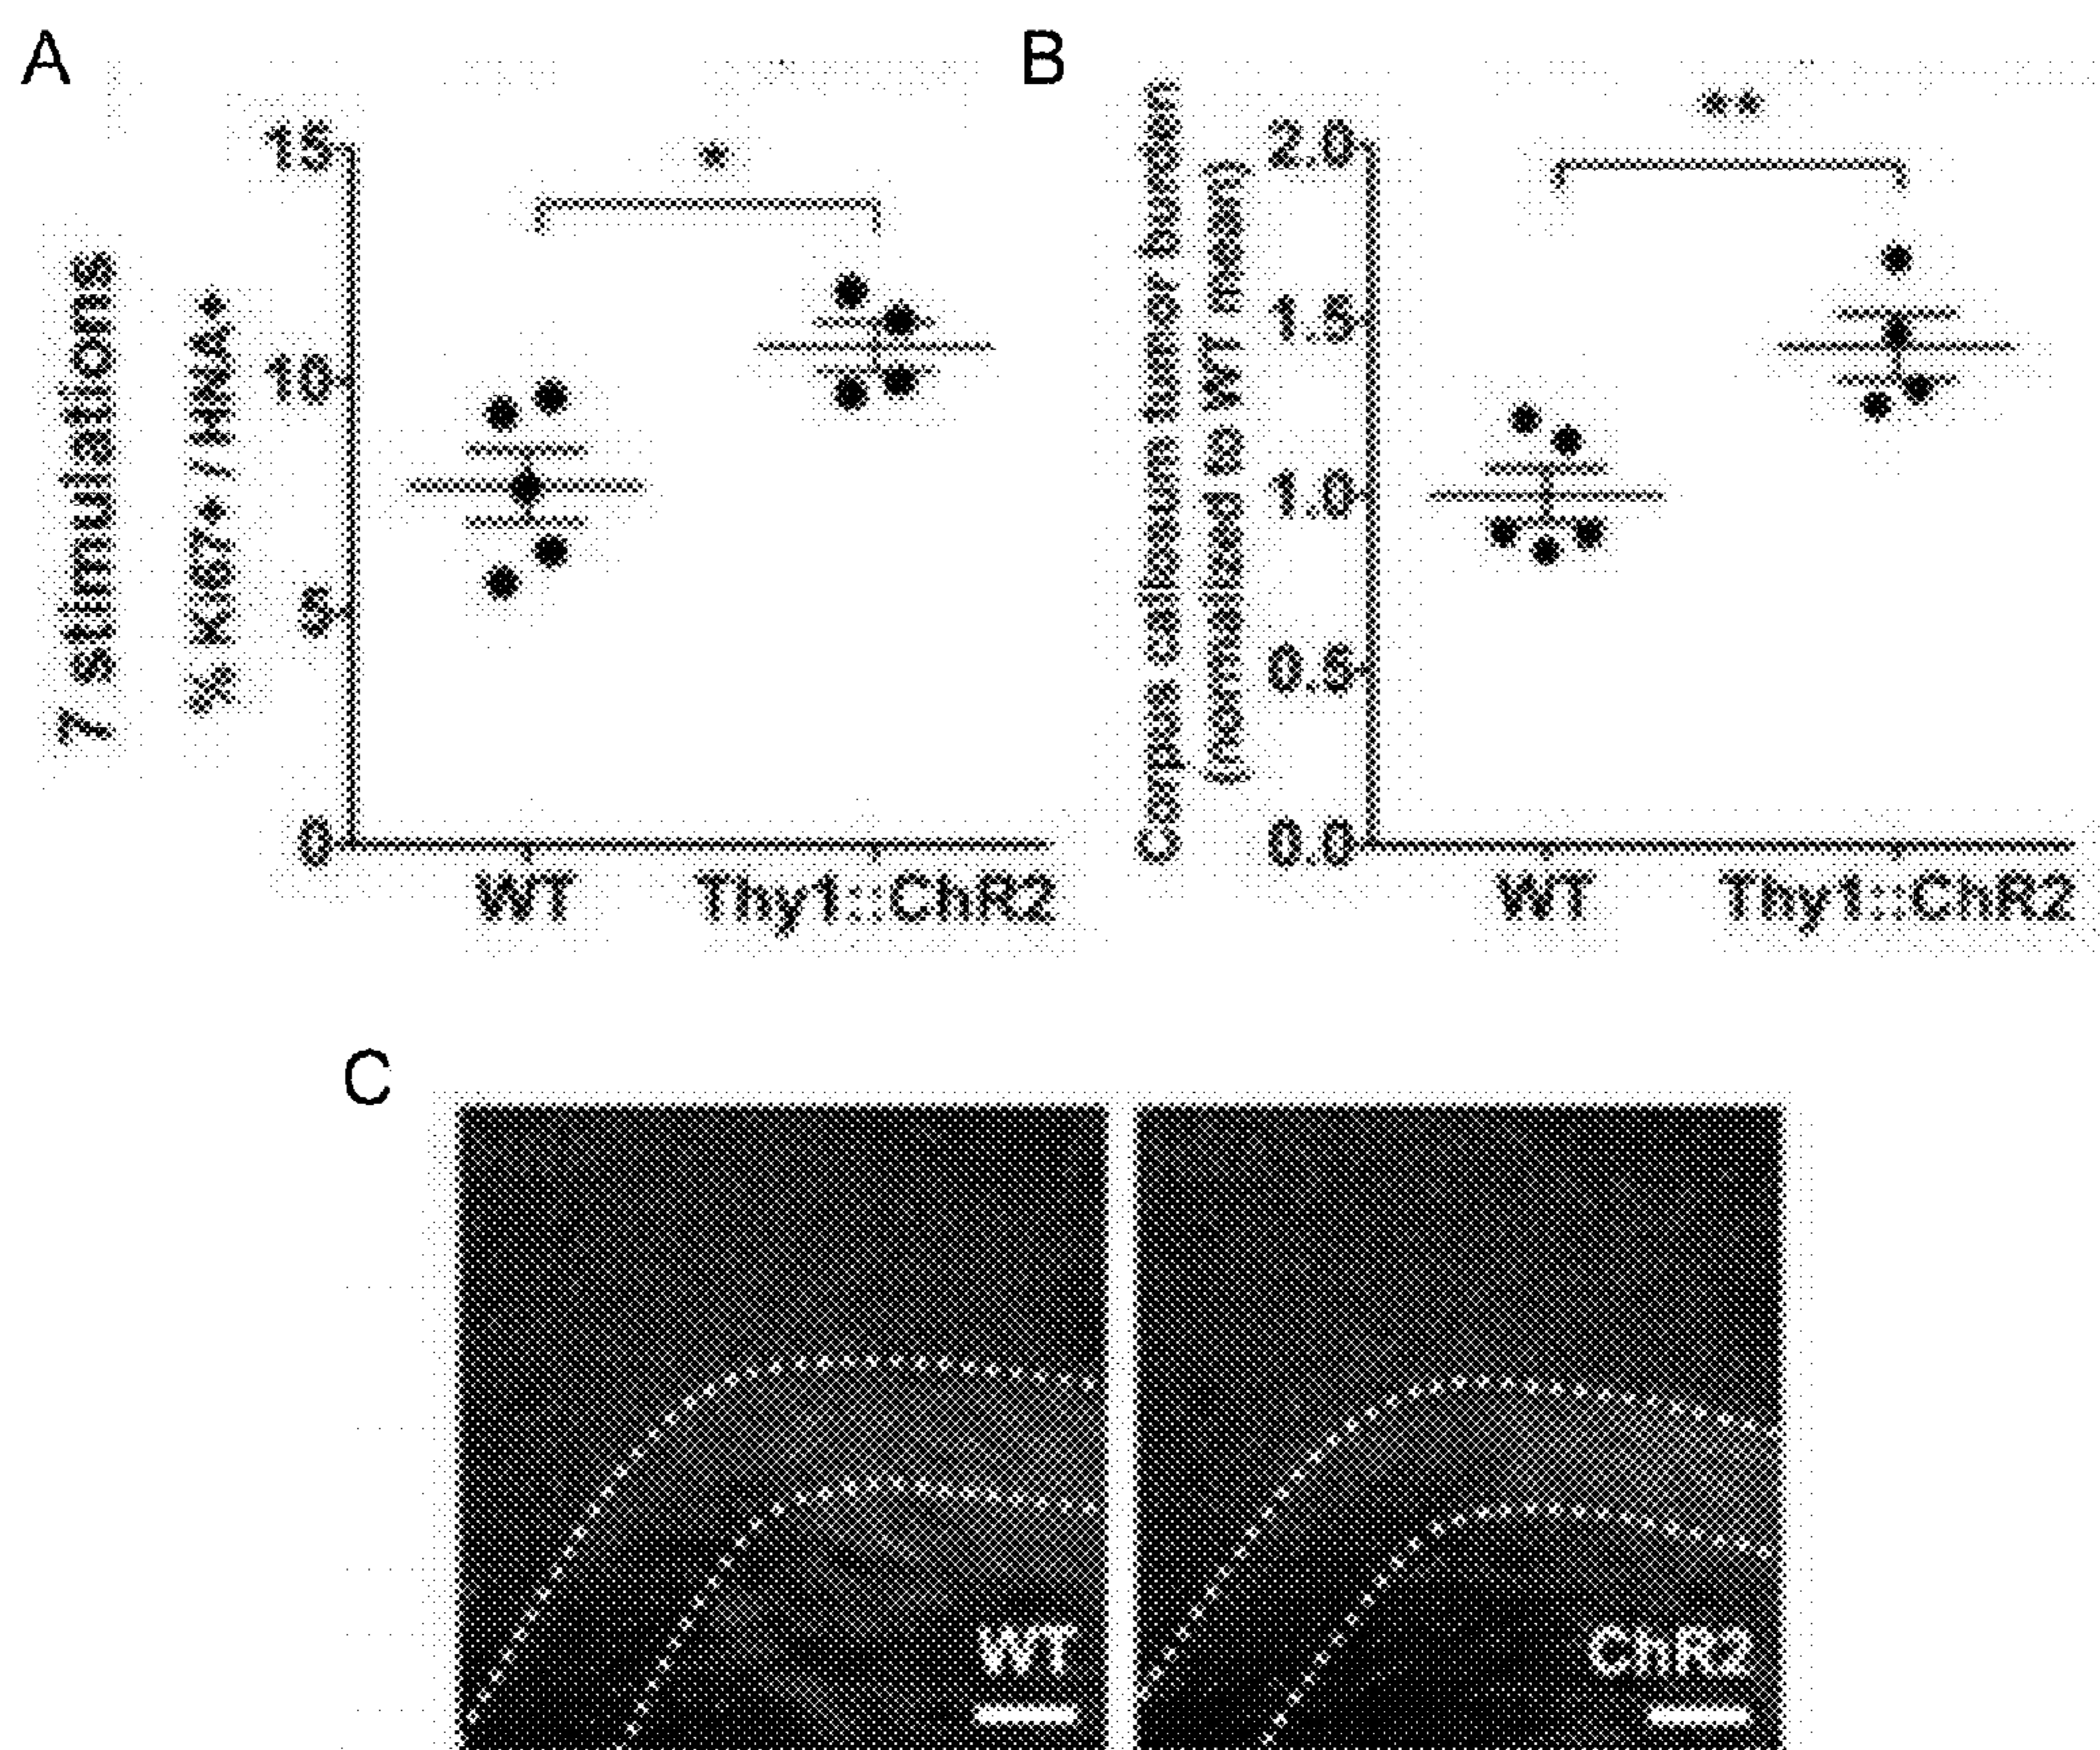 A
7 stimulations
% Ki67+ / HNA+
15
10
5
0
*
WT Thy1::ChR2
B
Corpus callosum tumor burden
(normalised to WT mean)
2.0
1.5
1.0
0.5
0.0
**
WT Thy1::ChR2
C
WT
ChR2